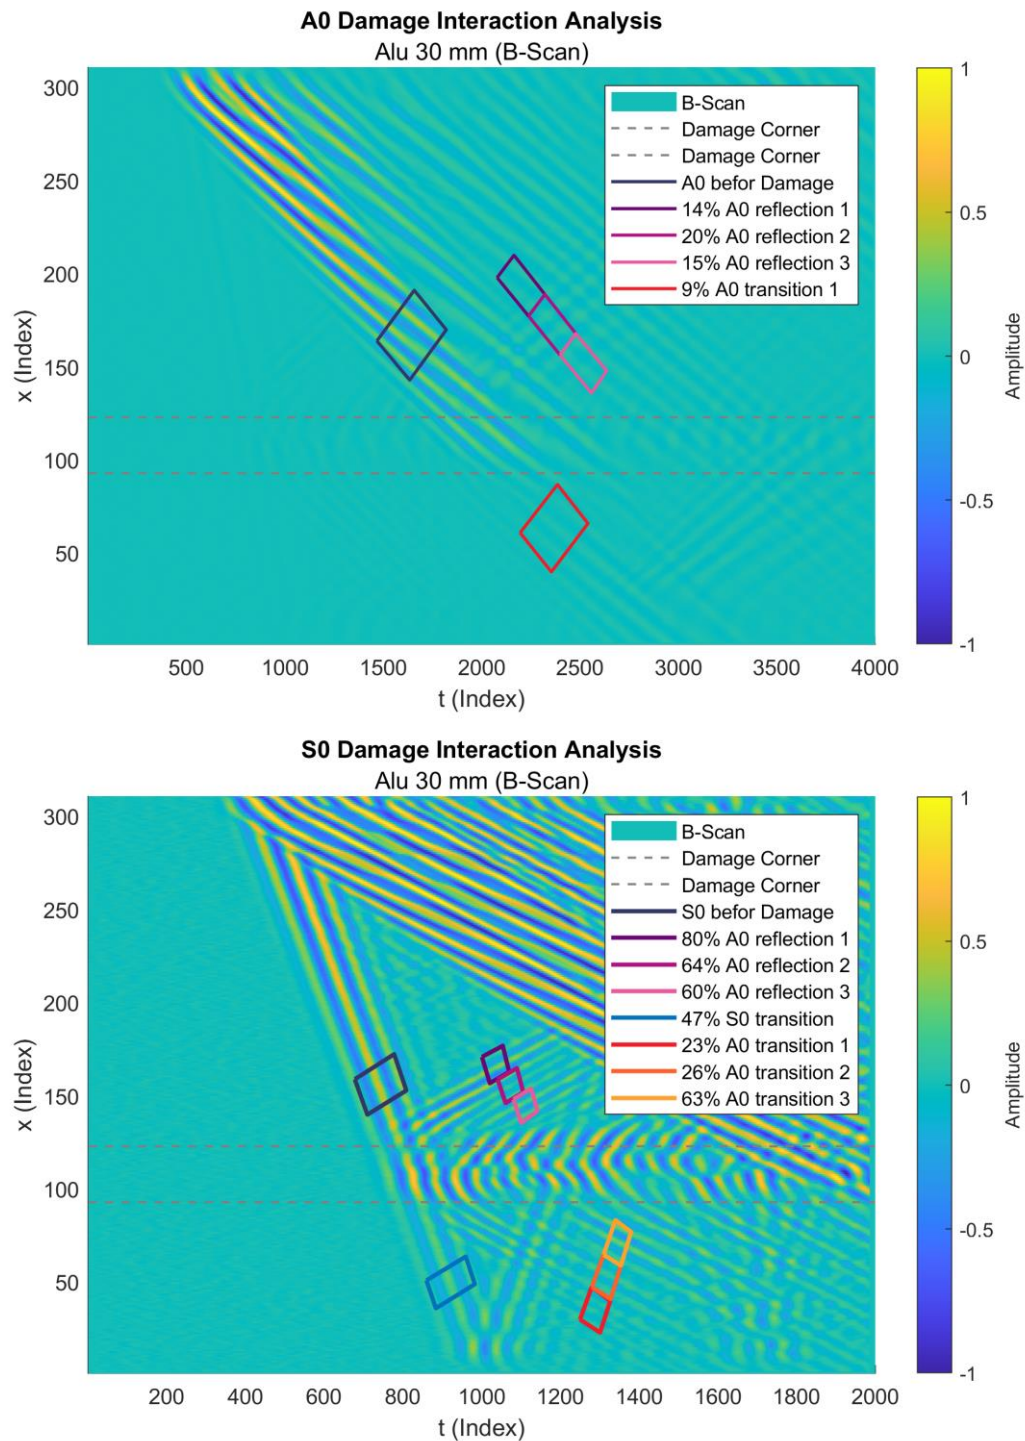 A0 Damage Interaction Analysis
Alu 30 mm (B-Scan)
300
250
200
150
100
50
x (Index)
500 1000 1500 2000 2500 3000 3500 4000
t (Index)
B-Scan
Damage Corner
Damage Corner
A0 befor Damage
14% A0 reflection 1
20% A0 reflection 2
15% A0 reflection 3
9% A0 transition 1
1
0.5
0
-0.5
-1
Amplitude
S0 Damage Interaction Analysis
Alu 30 mm (B-Scan)
300
250
200
150
100
50
x (Index)
200 400 600 800 1000 1200 1400 1600 1800 2000
t (Index)
B-Scan
Damage Corner
Damage Corner
S0 befor Damage
80% A0 reflection 1
64% A0 reflection 2
60% A0 reflection 3
47% S0 transition
23% A0 transition 1
26% A0 transition 2
63% A0 transition 3
1
0.5
0
-0.5
-1
Amplitude